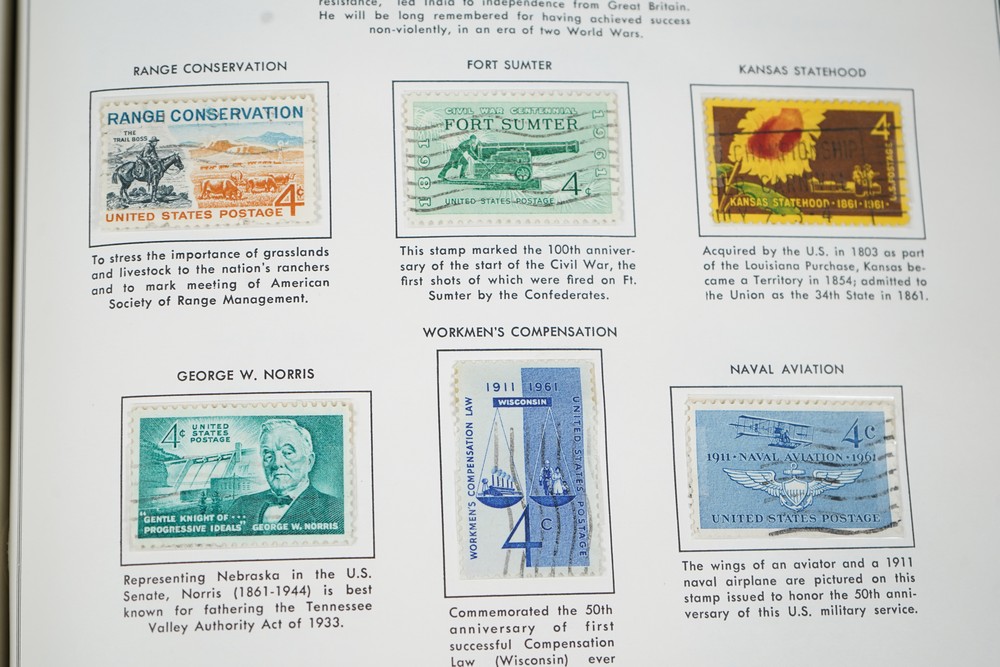 resistance, led India to independence from Great Britain.
He will be long remembered for having achieved success
non-violently, in an era of two World Wars.
RANGE CONSERVATION
RANGE CONSERVATION
THE
TRAIL BOSS
4¢
UNITED STATES POSTAGE
To stress the importance of grasslands
and livestock to the nation's ranchers
and to mark meeting of American
Society of Range Management.
FORT SUMTER
CIVIL WAR CENTENNIAL
FORT SUMTER
1861
1961
4¢
UNITED STATES POSTAGE
This stamp marked the 100th anniver-
sary of the start of the Civil War, the
first shots of which were fired on Ft.
Sumter by the Confederates.
KANSAS STATEHOOD
4
U.S. POSTAGE
KANSAS STATEHOOD · 1861·1961·
Acquired by the U.S. in 1803 as part
of the Louisiana Purchase, Kansas be-
came a Territory in 1854; admitted to
the Union as the 34th State in 1861.
GEORGE W. NORRIS
4¢ UNITED
STATES
POSTAGE
"GENTLE KNIGHT OF···
PROGRESSIVE IDEALS" GEORGE W. NORRIS
Representing Nebraska in the U.S.
Senate, Norris (1861-1944) is best
known for fathering the Tennessee
Valley Authority Act of 1933.
WORKMEN'S COMPENSATION
1911 1961
WISCONSIN
WORKMEN'S COMPENSATION LAW
UNITED STATES POSTAGE
4C
Commemorated the 50th
anniversary of first
successful Compensation
Law (Wisconsin) ever
NAVAL AVIATION
4c
1911·NAVAL AVIATION·1961
UNITED STATES POSTAGE
The wings of an aviator and a 1911
naval airplane are pictured on this
stamp issued to honor the 50th anni-
versary of this U.S. military service.